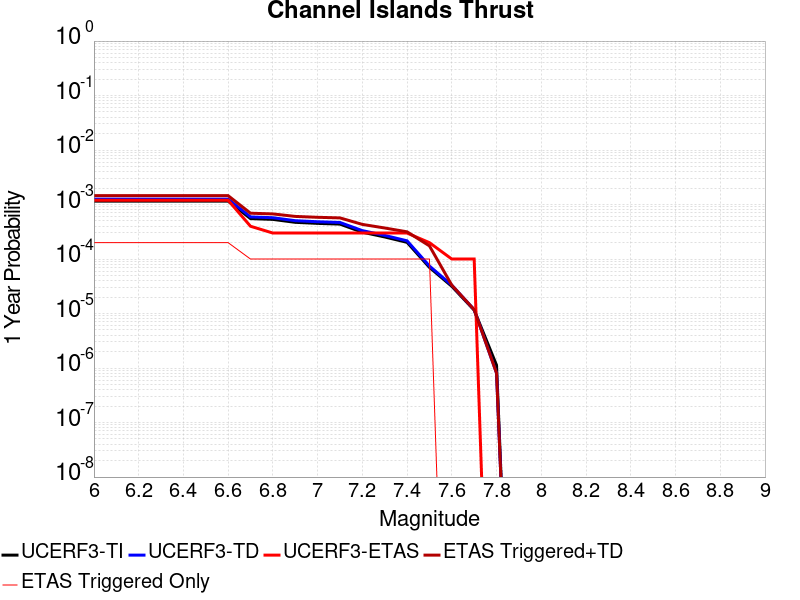 Channel Islands Thrust
10^0
10^-1
10^-2
10^-3
10^-4
10^-5
10^-6
10^-7
10^-8
1 Year Probability
6 6.2 6.4 6.6 6.8 7 7.2 7.4 7.6 7.8 8 8.2 8.4 8.6 8.8 9
Magnitude
UCERF3-TI UCERF3-TD UCERF3-ETAS ETAS Triggered+TD
ETAS Triggered Only